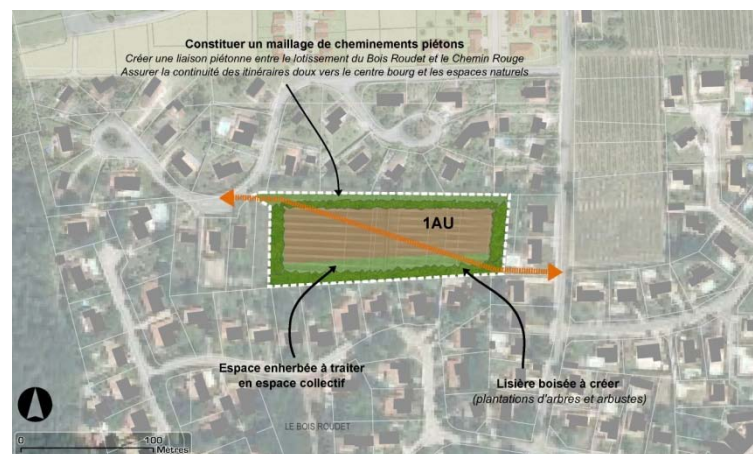 Constituer un maillage de cheminements piétons
Créer une liaison piétonne entre le lotissement du Bois Roudet et le Chemin Rouge
Assurer la continuité des itinéraires doux vers le centre bourg et les espaces naturels
1AU
Espace enherbée à traiter
en espace collectif
Lisière boisée à créer
(plantations d'arbres et arbustes)
LE BOIS ROUDET
0 100
Mètres